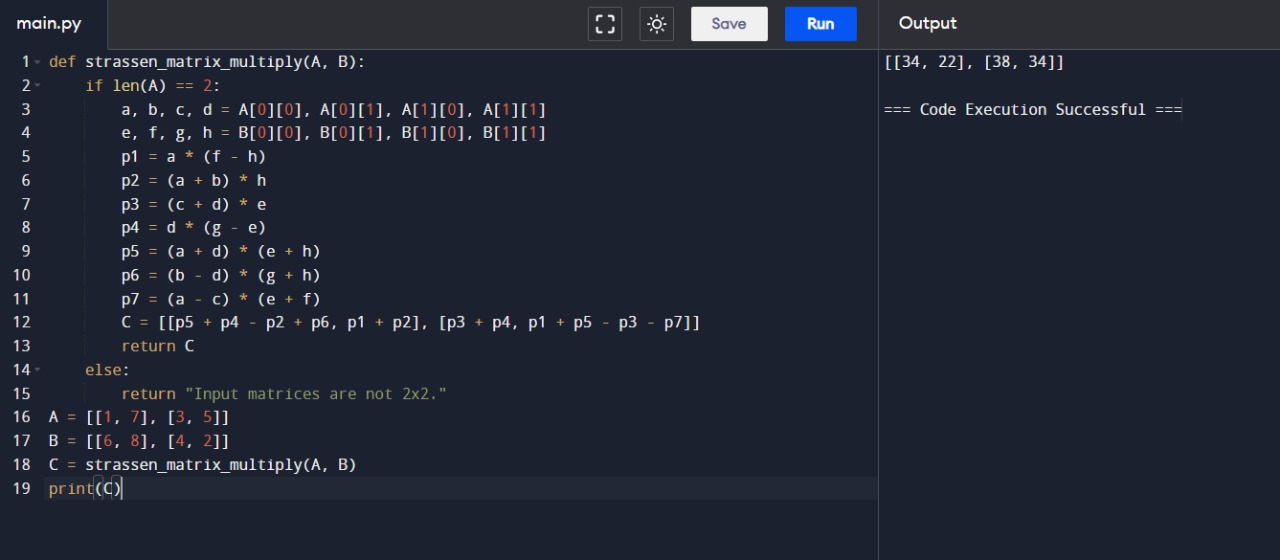 main.py
Save
Run
Output
1 def strassen_matrix_multiply(A, B):
2     if len(A) == 2:
3         a, b, c, d = A[0][0], A[0][1], A[1][0], A[1][1]
4         e, f, g, h = B[0][0], B[0][1], B[1][0], B[1][1]
5         p1 = a * (f - h)
6         p2 = (a + b) * h
7         p3 = (c + d) * e
8         p4 = d * (g - e)
9         p5 = (a + d) * (e + h)
10         p6 = (b - d) * (g + h)
11         p7 = (a - c) * (e + f)
12         C = [[p5 + p4 - p2 + p6, p1 + p2], [p3 + p4, p1 + p5 - p3 - p7]]
13         return C
14     else:
15         return "Input matrices are not 2x2."
16 A = [[1, 7], [3, 5]]
17 B = [[6, 8], [4, 2]]
18 C = strassen_matrix_multiply(A, B)
19 print(C)
[[34, 22], [38, 34]]
=== Code Execution Successful ===